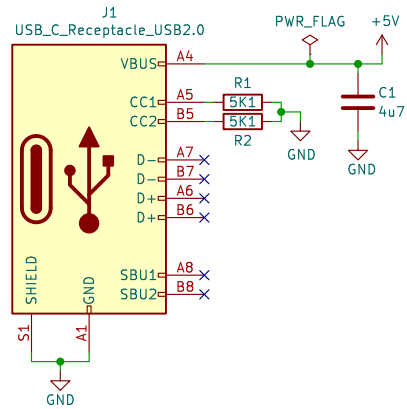 J1
USB_C_Receptacle_USB2.0
PWR_FLAG
+5V
VBUS
A4
CC1
A5
R1
5K1
CC2
B5
5K1
R2
GND
C1
4u7
GND
D-
A7
D-
B7
D+
A6
D+
B6
SBU1
A8
SBU2
B8
SHIELD
GND
S1
A1
GND